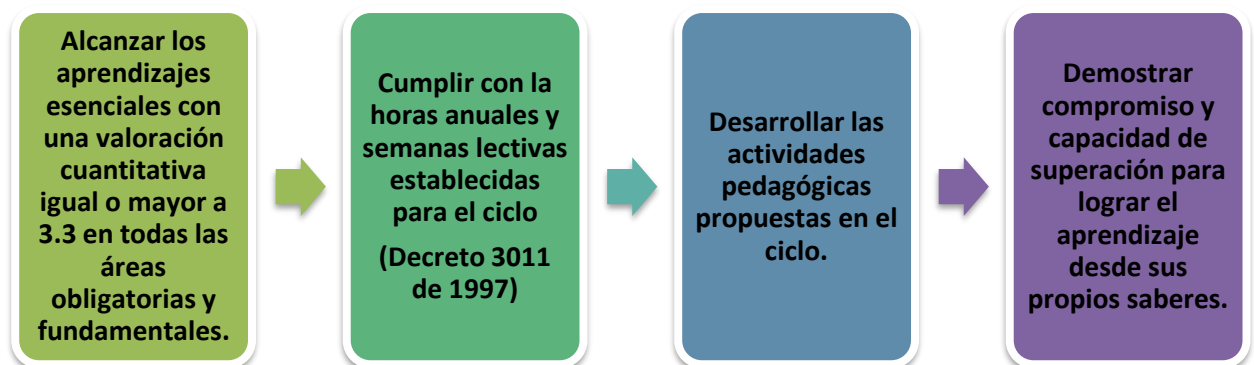 Alcanzar los
aprendizajes
esenciales con
una valoración
cuantitativa
igual o mayor a
3.3 en todas las
áreas
obligatorias y
fundamentales.
Cumplir con la
horas anuales y
semanas lectivas
establecidas
para el ciclo
(Decreto 3011
de 1997)
Desarrollar las
actividades
pedagógicas
propuestas en el
ciclo.
Demostrar
compromiso y
capacidad de
superación para
lograr el
aprendizaje
desde sus
propios saberes.